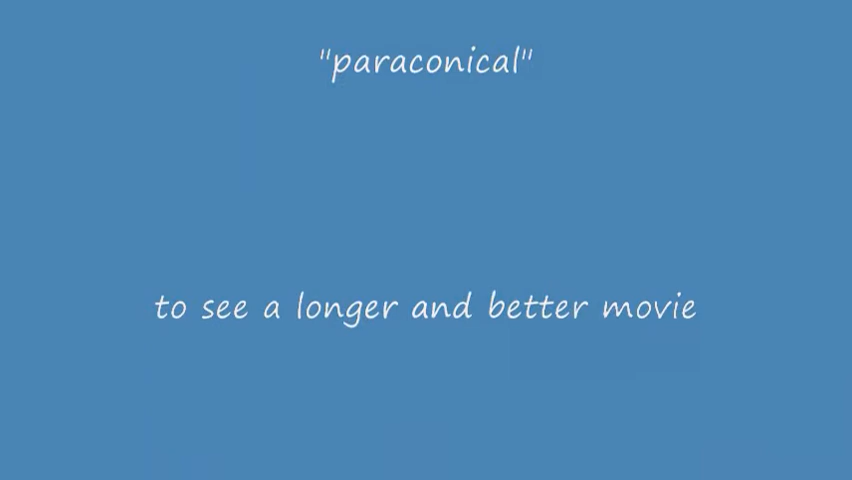 "paraconical"
to see a longer and better movie